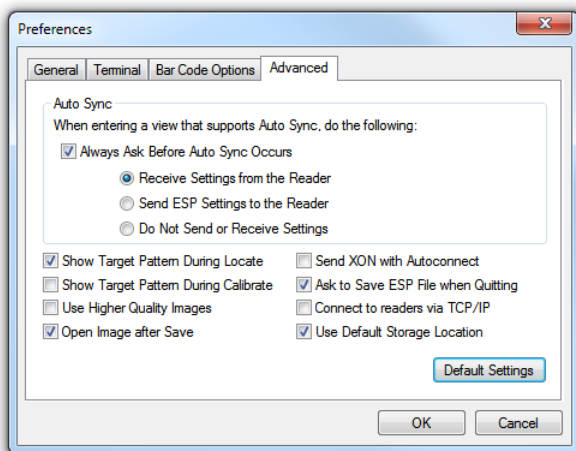 Preferences
General Terminal Bar Code Options Advanced
Auto Sync
When entering a view that supports Auto Sync, do the following:
Always Ask Before Auto Sync Occurs
Receive Settings from the Reader
Send ESP Settings to the Reader
Do Not Send or Receive Settings
Show Target Pattern During Locate Send XON with Autoconnect
Show Target Pattern During Calibrate Ask to Save ESP File when Quitting
Use Higher Quality Images Connect to readers via TCP/IP
Open Image after Save Use Default Storage Location
Default Settings
OK Cancel